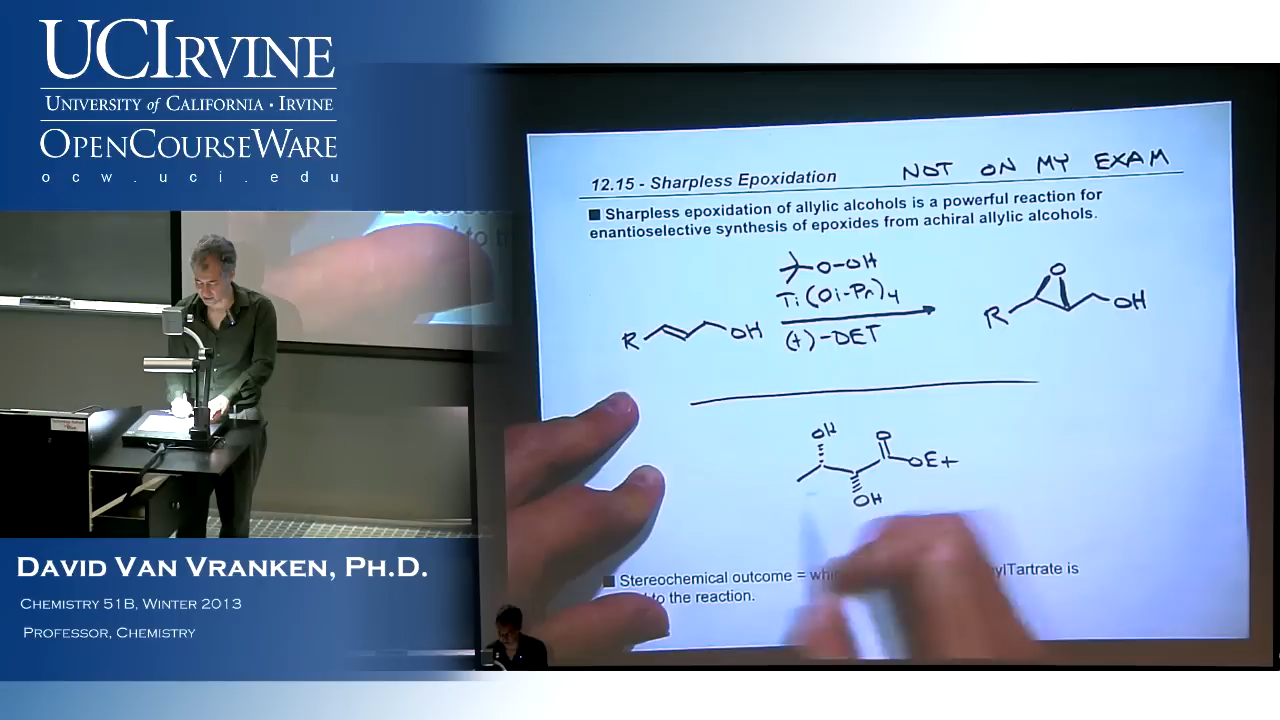 UCIRVINE
UNIVERSITY of CALIFORNIA · IRVINE
OPENCOURSEWARE
ocw.uci.edu
12.15 - Sharpless Epoxidation NOT ON MY EXAM
■ Sharpless epoxidation of allylic alcohols is a powerful reaction for
enantioselective synthesis of epoxides from achiral allylic alcohols.
O-OH
Ti(Oi-Pr)4
(+)-DET
R OH
O
R OH
OH
O
OEt
OH
■ Stereochemical outcome = ylTartrate is
to the reaction.
DAVID VAN VRANKEN, PH.D.
CHEMISTRY 51B, WINTER 2013
PROFESSOR, CHEMISTRY